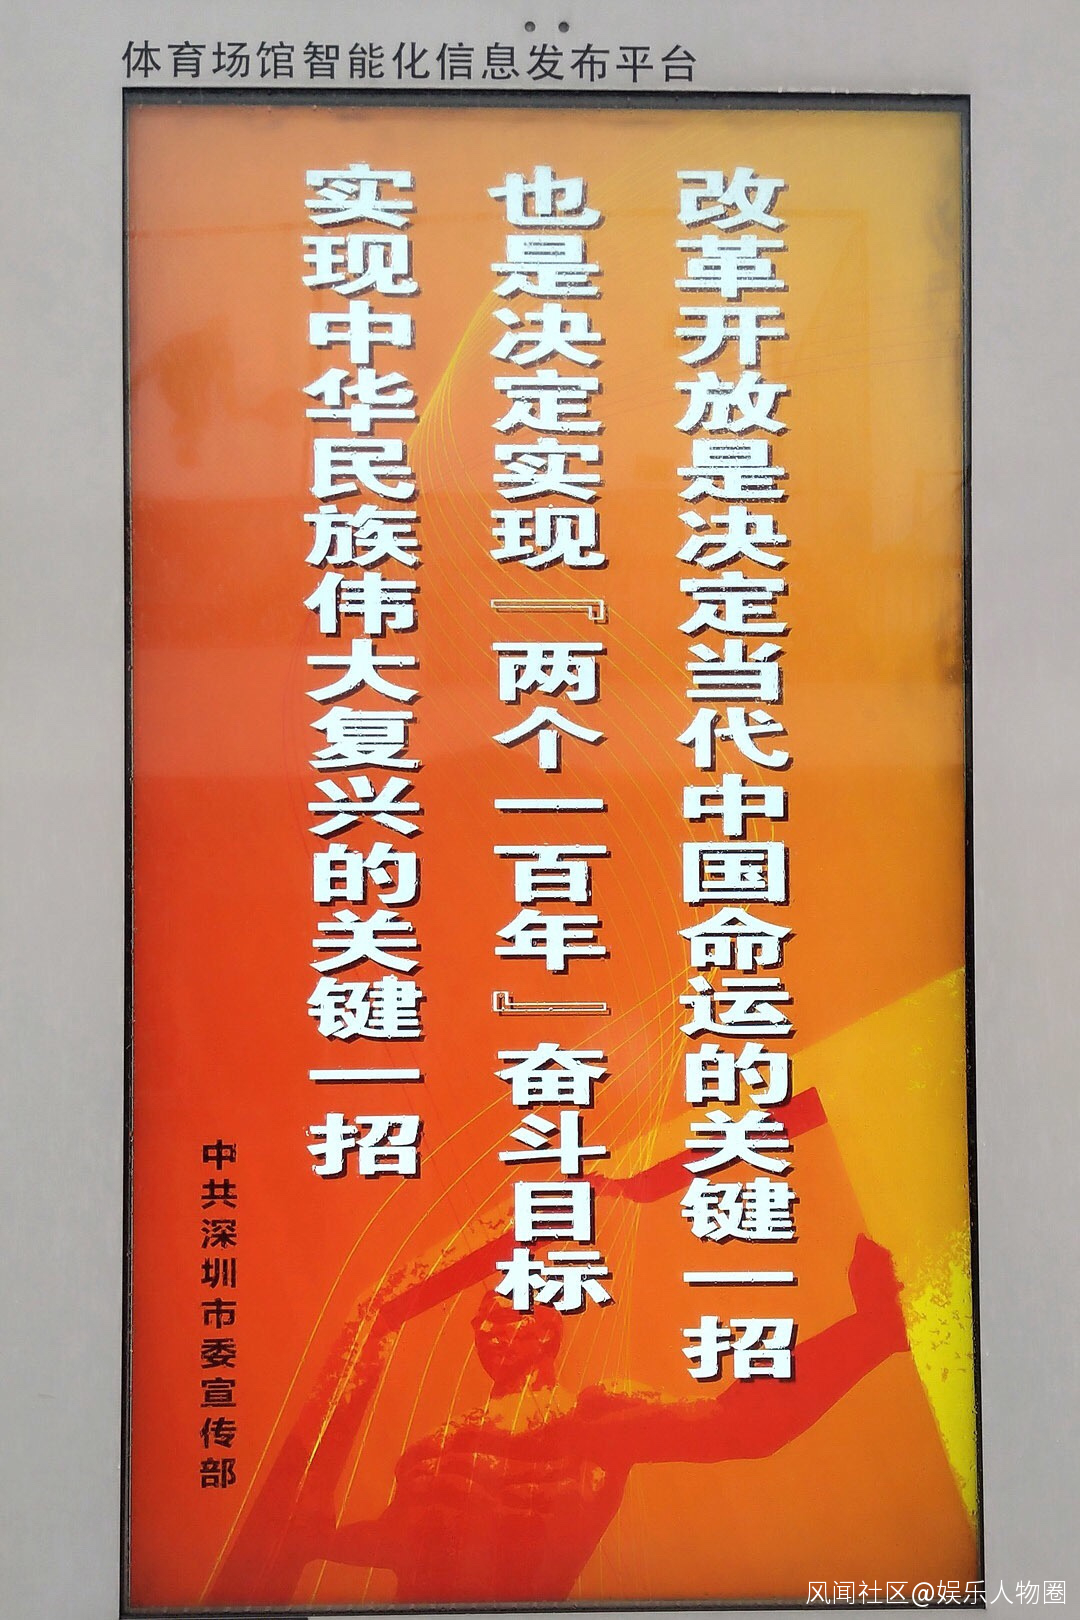 体育场馆智能化信息发布平台
改革开放是决定当代中国命运的关键一招
也是决定实现『两个一百年』奋斗目标
实现中华民族伟大复兴的关键一招
中共深圳市委宣传部
风闻社区@娱乐人物圈